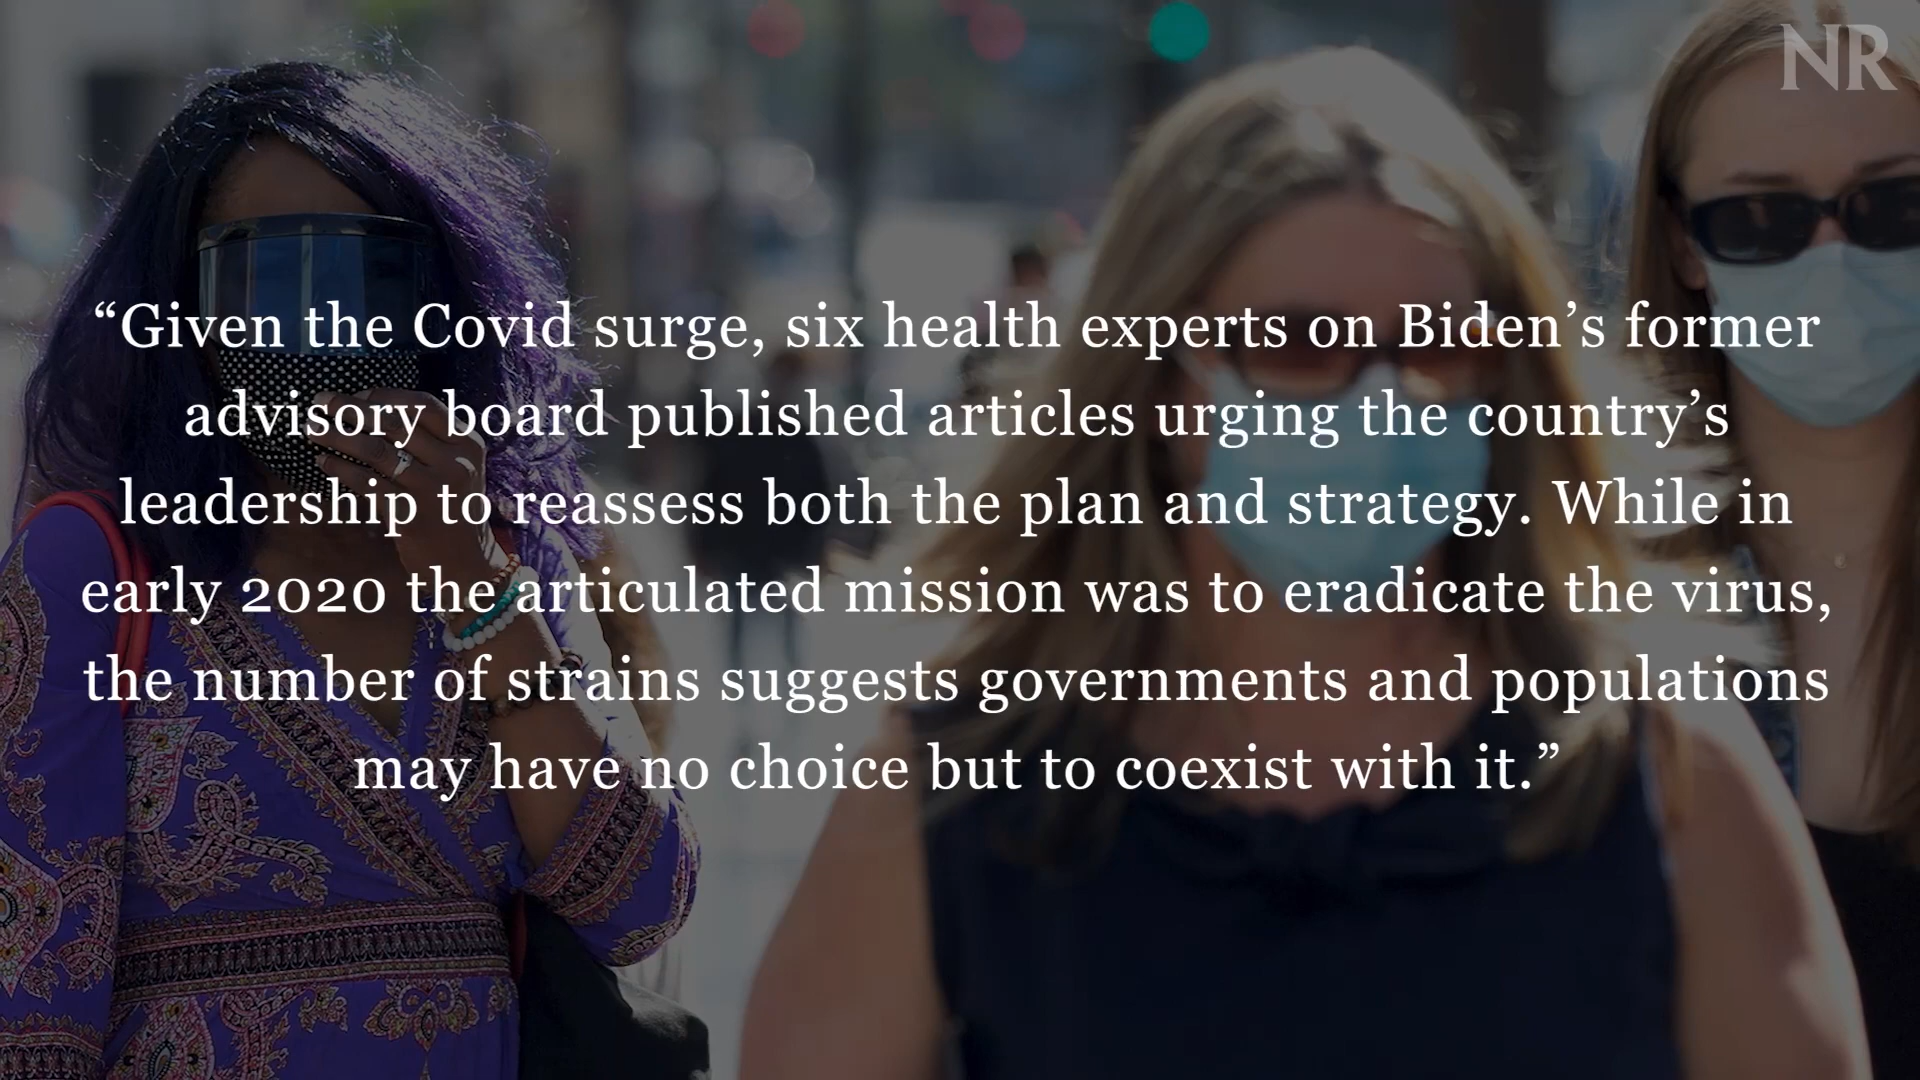 NR
“Given the Covid surge, six health experts on Biden’s former
advisory board published articles urging the country’s
leadership to reassess both the plan and strategy. While in
early 2020 the articulated mission was to eradicate the virus,
the number of strains suggests governments and populations
may have no choice but to coexist with it.”